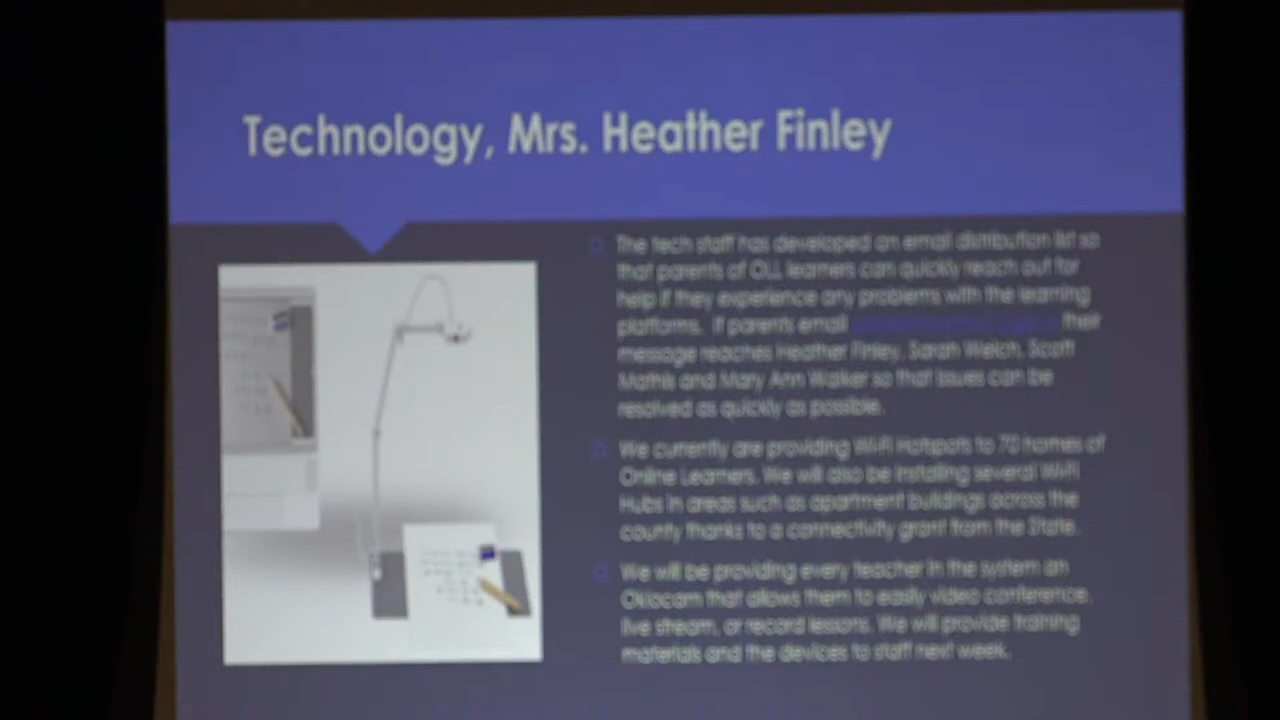 Technology, Mrs. Heather Finley
The tech staff has developed an email distribution list so
that parents of OLL learners can quickly reach out for
help if they experience any problems with the learning
platforms. If parents email their
message reaches Heather Finley, Sarah Welch, Scott
Mathis and Mary Ann Walker so that issues can be
resolved as quickly as possible.
We currently are providing Wi-Fi Hotspots to 70 homes of
Online Learners. We will also be installing several Wi-Fi
Hubs in areas such as apartment buildings across the
county thanks to a connectivity grant from the State.
We will be providing every teacher in the system an
Okiocam that allows them to easily video conference,
live stream, or record lessons. We will provide training
materials and the devices to staff next week.